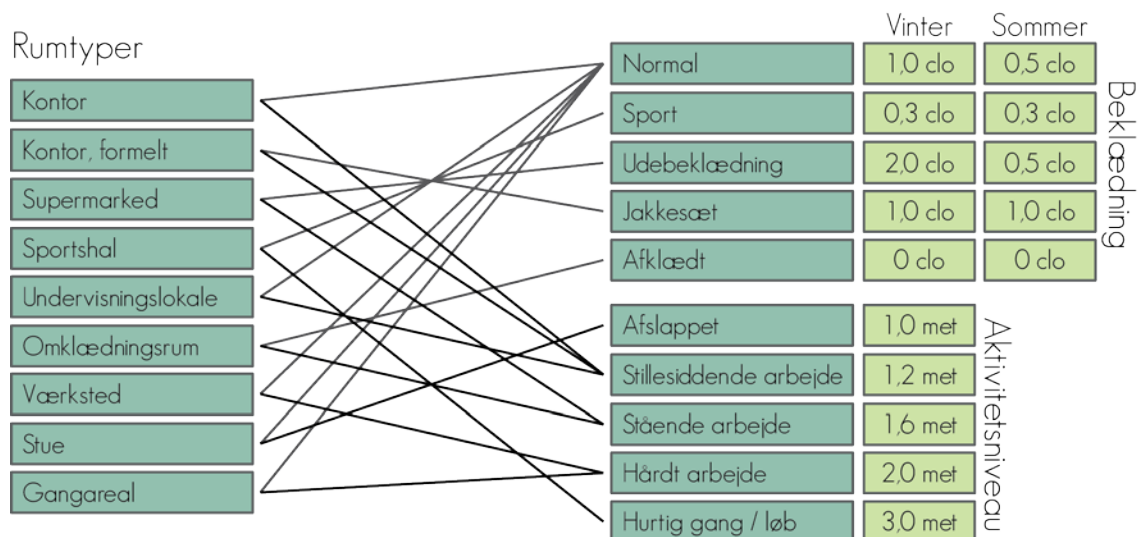 Rumtyper
Kontor
Kontor, formelt
Supermarked
Sportshal
Undervisningslokale
Omklædningsrum
Værksted
Stue
Gangareal
Vinter Sommer
Normal 1,0 clo 0,5 clo
Sport 0,3 clo 0,3 clo
Udebeklædning 2,0 clo 0,5 clo
Jakkesæt 1,0 clo 1,0 clo
Afklædt 0 clo 0 clo
Beklædning
Afslappet 1,0 met
Stillesiddende arbejde 1,2 met
Stående arbejde 1,6 met
Hårdt arbejde 2,0 met
Hurtig gang / løb 3,0 met
Aktivitetsniveau